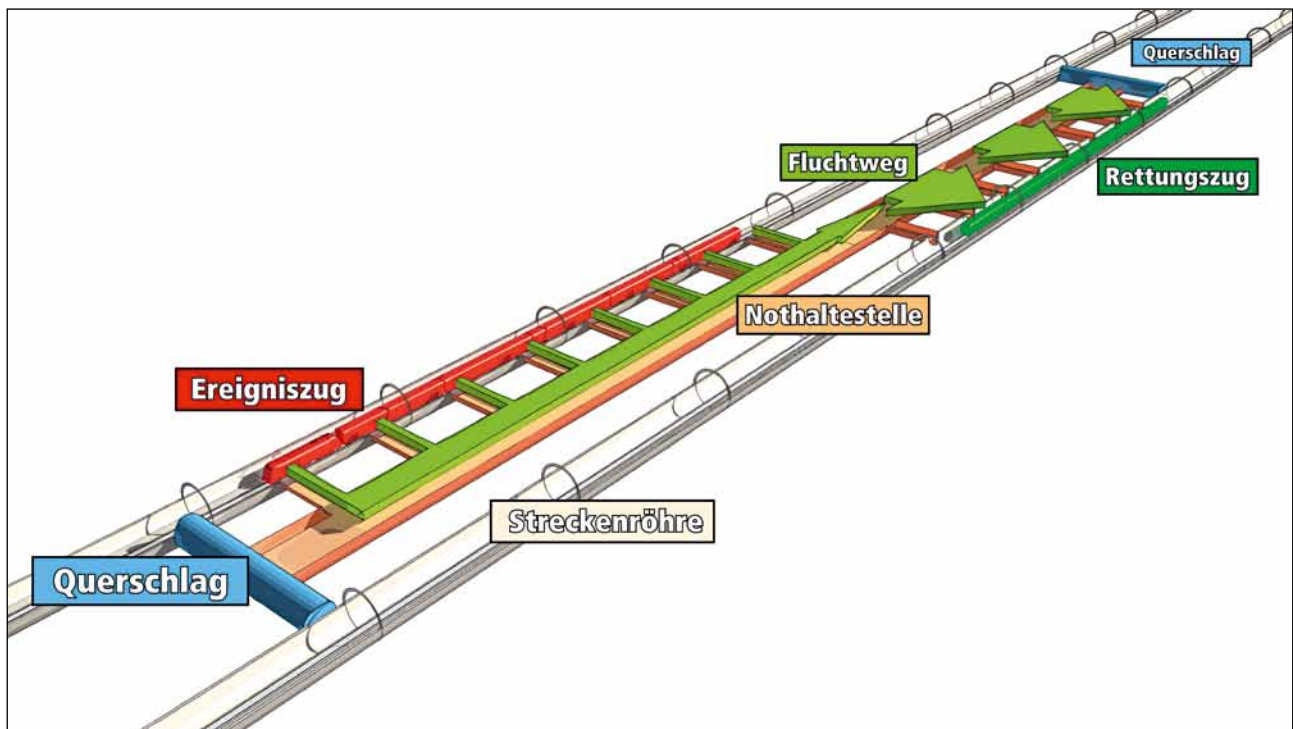 Querschlag
Fluchtweg
Rettungszug
Nothaltestelle
Ereigniszug
Streckenröhre
Querschlag